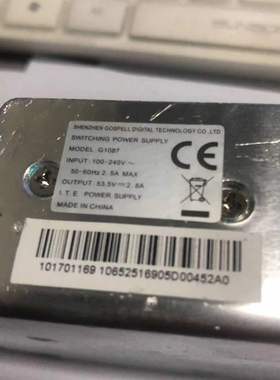 SHENZHEN GOSPELL DIGITAL TECHNOLOGY CO.,LTD
SWITCHING POWER SUPPLY
MODEL: G1087
INPUT: 100-240V～
50-60Hz 2.5A MAX
OUTPUT: 53.5V⎓2.8A
I.T.E. POWER SUPPLY
MADE IN CHINA
CE
101701169 10652516905D00452A0